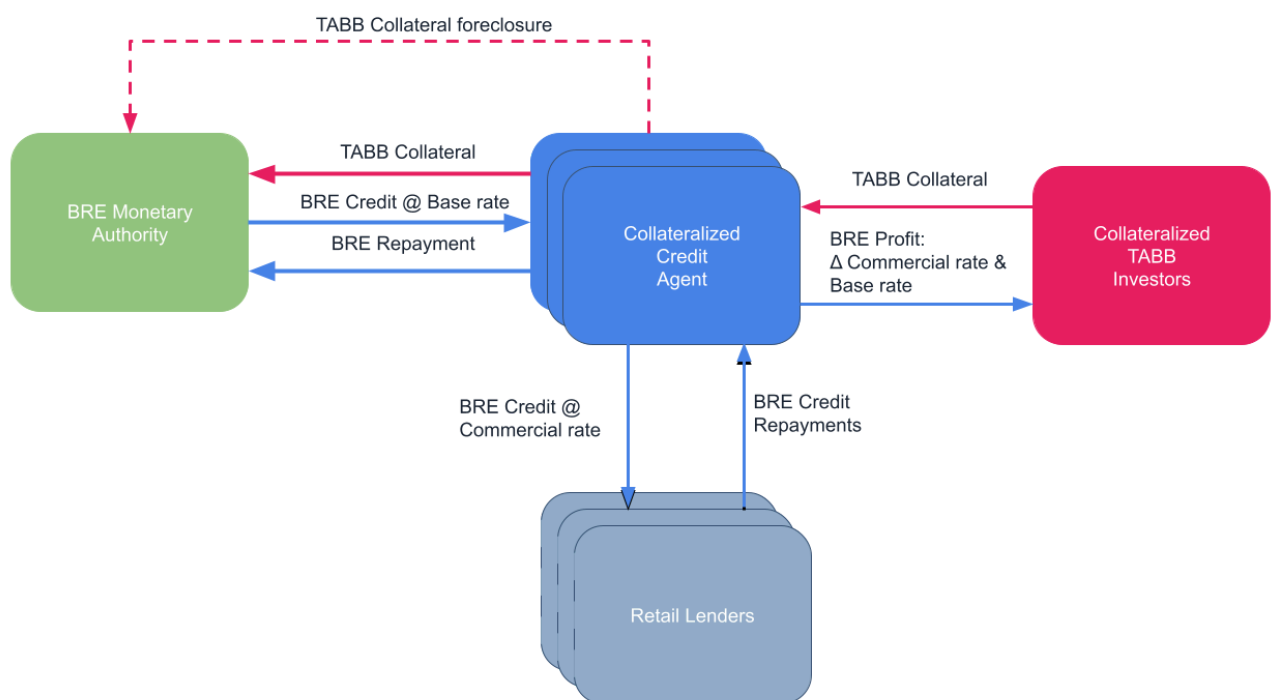 TABB Collateral foreclosure
BRE Monetary
Authority
TABB Collateral
BRE Credit @ Base rate
BRE Repayment
Collateralized
Credit
Agent
TABB Collateral
BRE Profit:
Δ Commercial rate &
Base rate
Collateralized
TABB
Investors
BRE Credit @
Commercial rate
BRE Credit
Repayments
Retail Lenders